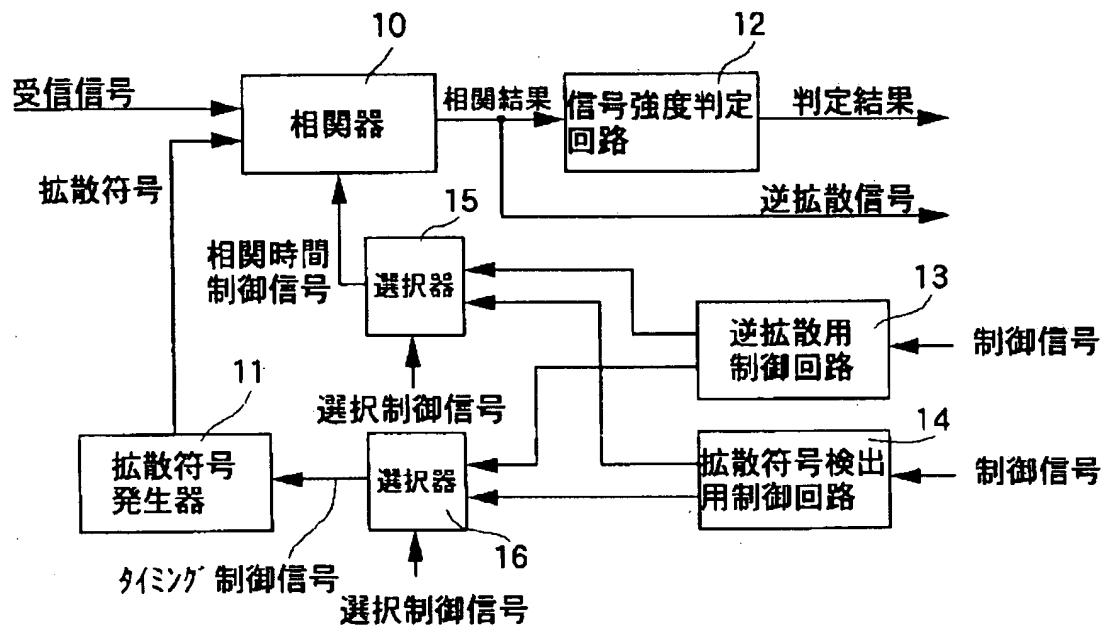 10
12
受信信号
相関器
相関結果
信号強度判定
回路
判定結果
拡散符号
逆拡散信号
15
相関時間
制御信号
選択器
13
逆拡散用
制御回路
制御信号
11
選択制御信号
14
拡散符号
発生器
選択器
拡散符号検出
用制御回路
制御信号
16
タイミング 制御信号
選択制御信号